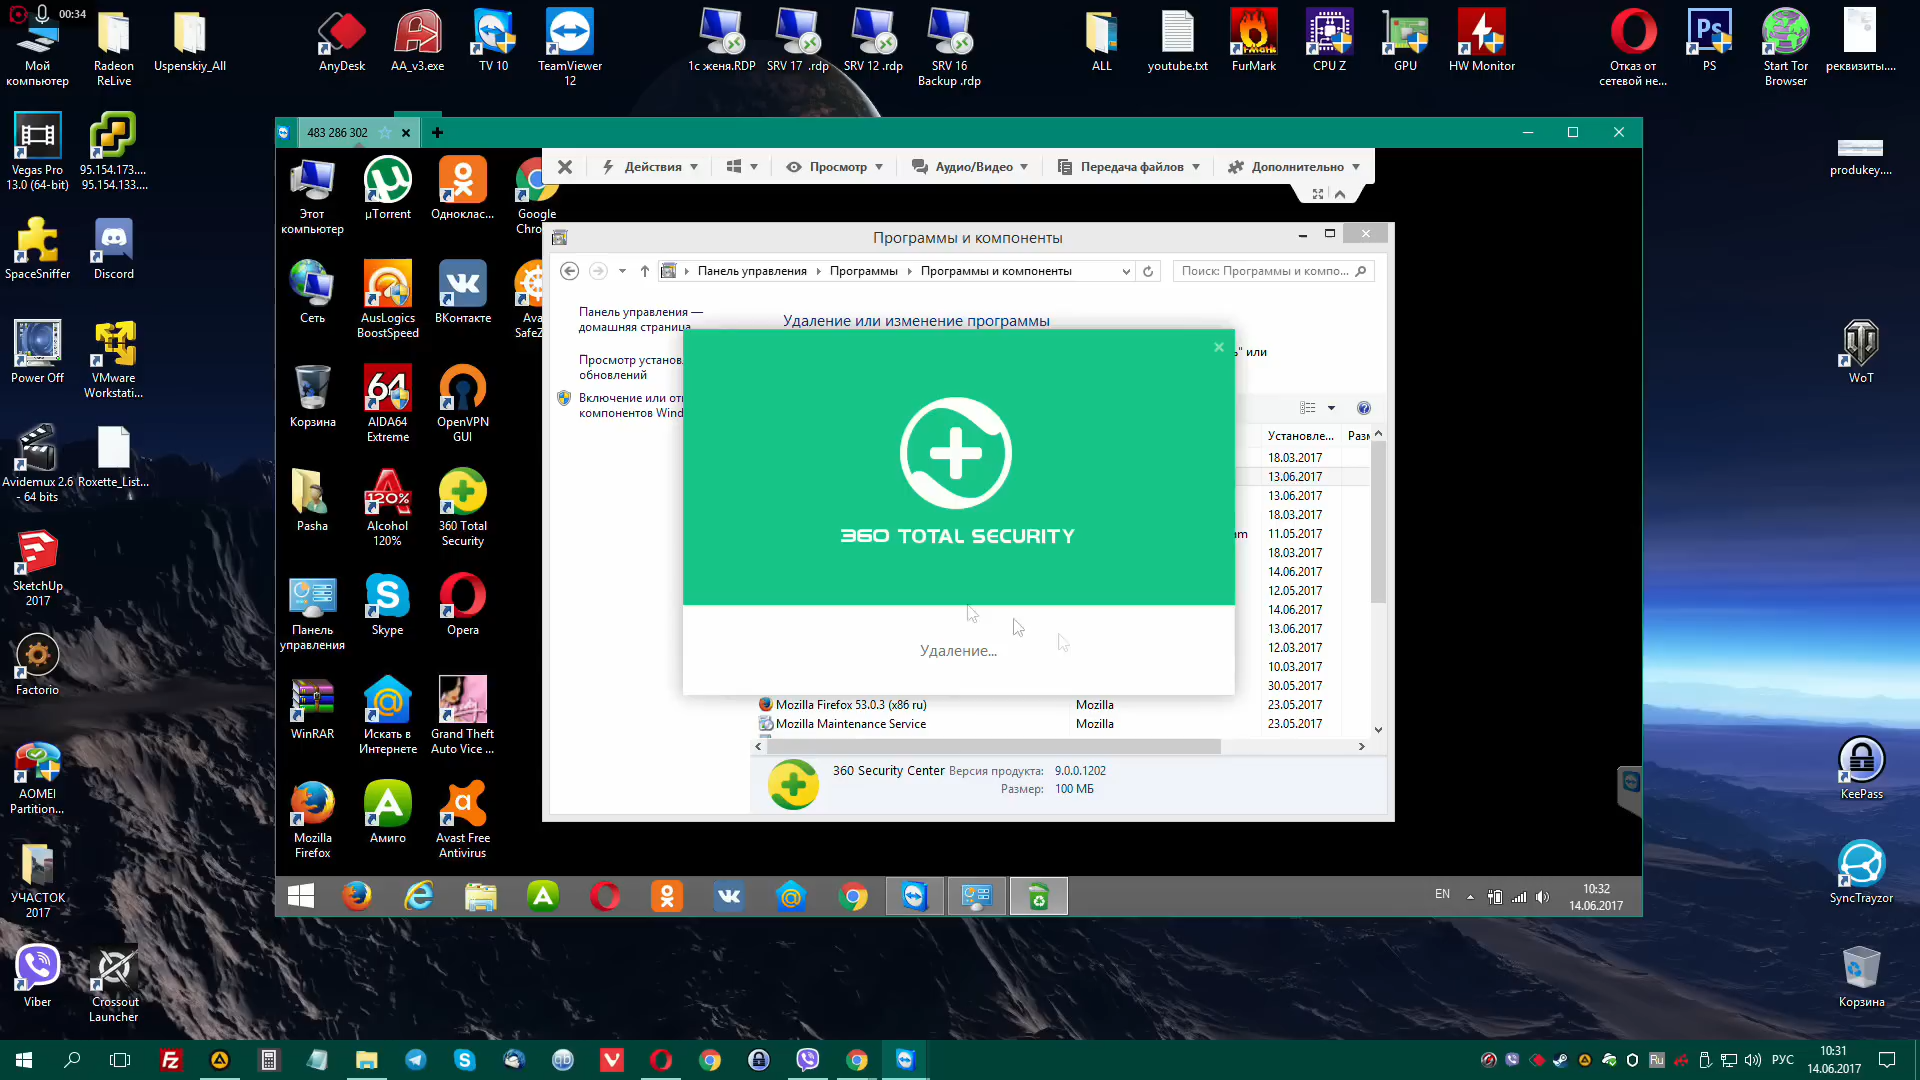 00:34
Мой компьютер
Radeon ReLive
Uspenskiy_All
AnyDesk
AA_v3.exe
TV 10
TeamViewer 12
1с женя.RDP
SRV 17 .rdp
SRV 12 .rdp
SRV 16 Backup .rdp
ALL
youtube.txt
FurMark
CPU Z
GPU
HW Monitor
Отказ от сетевой не...
PS
Start Tor Browser
реквизиты....
Vegas Pro 13.0 (64-bit)
95.154.173....
95.154.133....
produkey....
SpaceSniffer
Discord
Power Off
VMware Workstati...
WoT
Avidemux 2.6 - 64 bits
Roxette_List...
SketchUp 2017
Factorio
AOMEI Partition...
KeePass
УЧАСТОК 2017
SyncTrayzor
Viber
Crossout Launcher
Корзина
483 286 302
Действия
Просмотр
Аудио/Видео
Передача файлов
Дополнительно
Этот компьютер
µTorrent
Одноклас...
Google Chro
Сеть
AusLogics BoostSpeed
ВКонтакте
Ava
SafeZ
Корзина
AIDA64 Extreme
OpenVPN GUI
Pasha
Alcohol 120%
360 Total Security
Панель управления
Skype
Opera
WinRAR
Искать в Интернете
Grand Theft Auto Vice ...
Mozilla Firefox
Амиго
Avast Free Antivirus
Программы и компоненты
Панель управления
Программы
Программы и компоненты
Поиск: Программы и компо...
Панель управления — домашняя страница
Просмотр установ
обновлений
Включение или от
компонентов Wind
Удаление или изменение программы
ь" или
Установле...
Разм
18.03.2017
13.06.2017
13.06.2017
18.03.2017
11.05.2017
18.03.2017
14.06.2017
12.05.2017
14.06.2017
13.06.2017
12.03.2017
10.03.2017
30.05.2017
360 TOTAL SECURITY
Удаление...
Mozilla Firefox 53.0.3 (x86 ru) Mozilla 23.05.2017
Mozilla Maintenance Service Mozilla 23.05.2017
360 Security Center Версия продукта: 9.0.0.1202
Размер: 100 МБ
EN
10:32
14.06.2017
Ru
РУС
10:31
14.06.2017